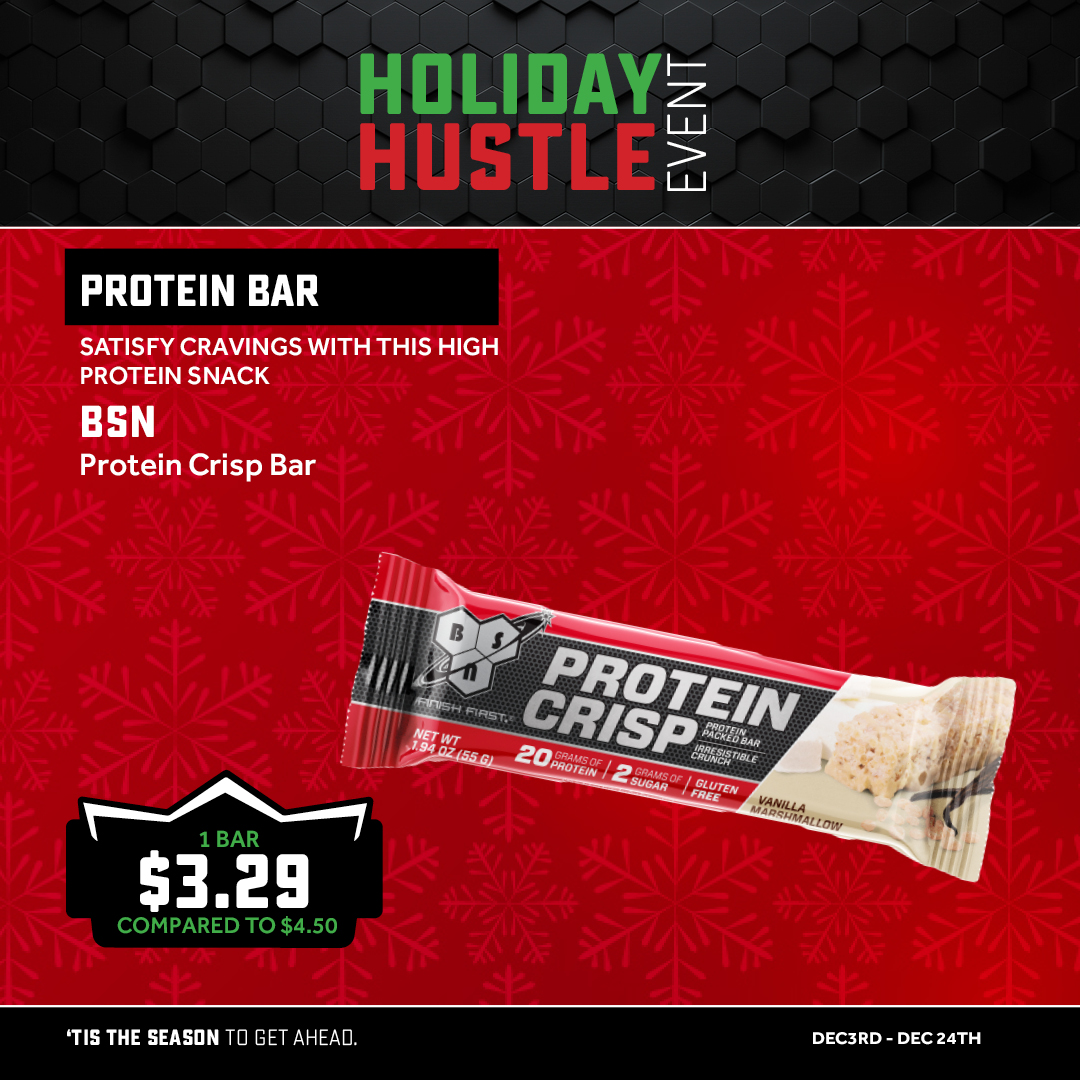 HOLIDAY
HUSTLE
EVENT
PROTEIN BAR
SATISFY CRAVINGS WITH THIS HIGH
PROTEIN SNACK
BSN
Protein Crisp Bar
BSN
FINISH FIRST.
PROTEIN
CRISP
PROTEIN
PACKED BAR
IRRESISTIBLE
CRUNCH
NET WT
1.94 OZ (55 G)
20 GRAMS OF PROTEIN
2 GRAMS OF SUGAR
GLUTEN
FREE
VANILLA
MARSHMALLOW
1 BAR
$3.29
COMPARED TO $4.50
'TIS THE SEASON TO GET AHEAD.
DEC3RD - DEC 24TH